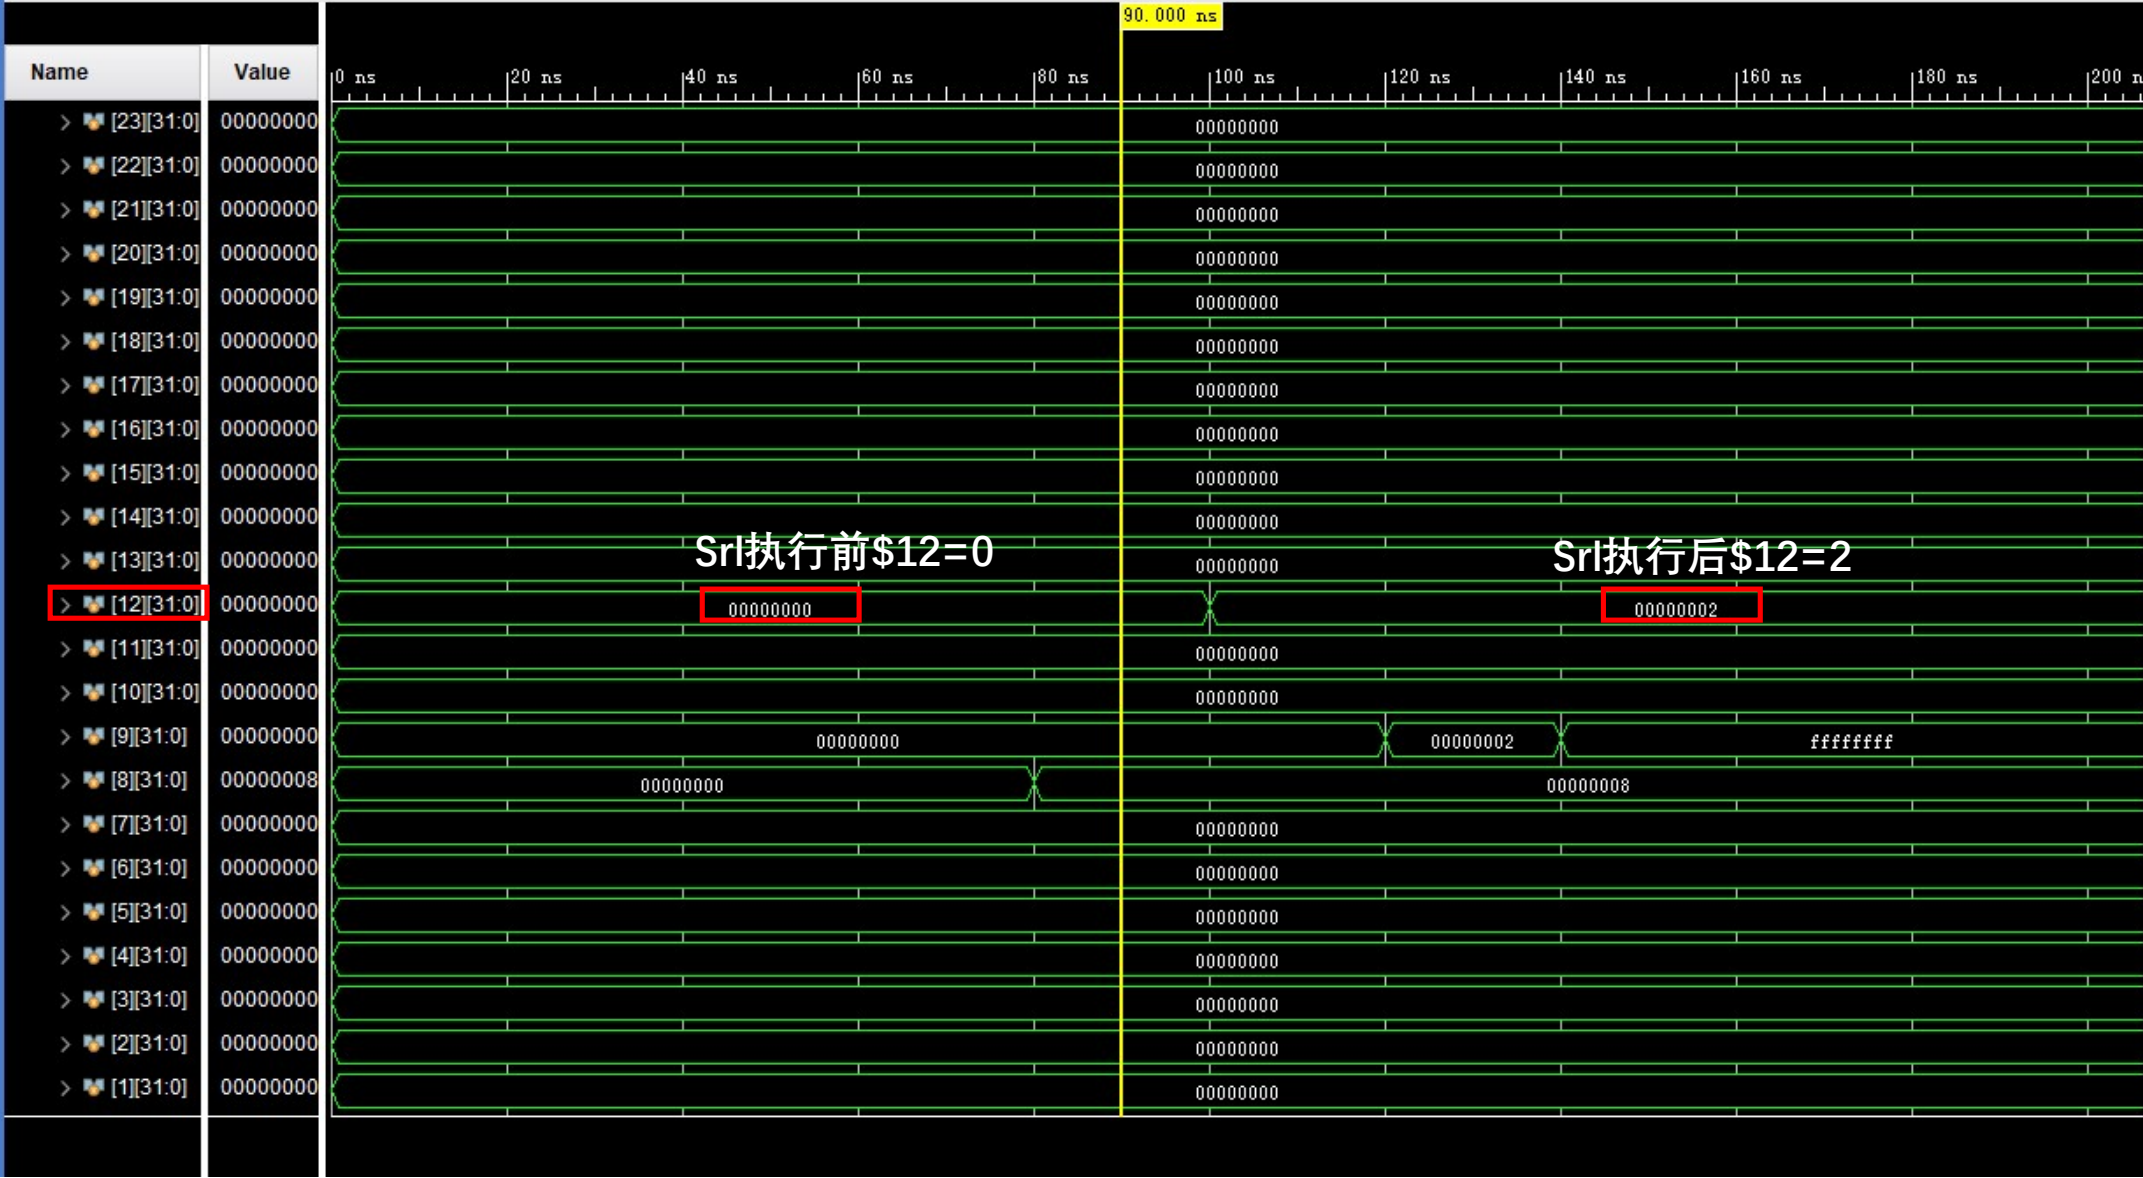 90.000 ns
Name Value 0 ns 20 ns 40 ns 60 ns 80 ns 100 ns 120 ns 140 ns 160 ns 180 ns 200 n
[23][31:0] 00000000 00000000
[22][31:0] 00000000 00000000
[21][31:0] 00000000 00000000
[20][31:0] 00000000 00000000
[19][31:0] 00000000 00000000
[18][31:0] 00000000 00000000
[17][31:0] 00000000 00000000
[16][31:0] 00000000 00000000
[15][31:0] 00000000 00000000
[14][31:0] 00000000 00000000
Srl执行前$12=0 Srl执行后$12=2
[13][31:0] 00000000 00000000
[12][31:0] 00000000 00000000 00000002
[11][31:0] 00000000 00000000
[10][31:0] 00000000 00000000
[9][31:0] 00000000 00000000 00000002 ffffffff
[8][31:0] 00000008 00000000 00000008
[7][31:0] 00000000 00000000
[6][31:0] 00000000 00000000
[5][31:0] 00000000 00000000
[4][31:0] 00000000 00000000
[3][31:0] 00000000 00000000
[2][31:0] 00000000 00000000
[1][31:0] 00000000 00000000